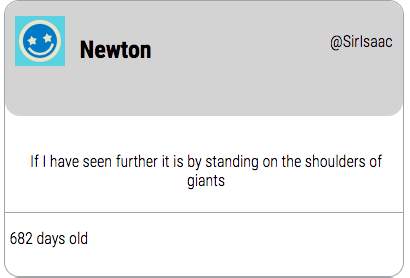 Newton
@SirIsaac
If I have seen further it is by standing on the shoulders of
giants
682 days old